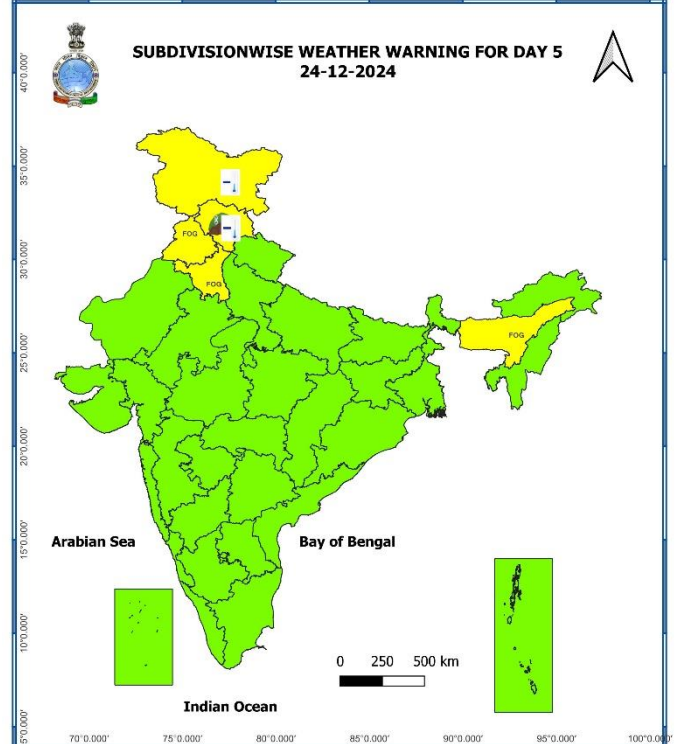 SUBDIVISIONWISE WEATHER WARNING FOR DAY 5
24-12-2024
40°0.000'
35°0.000'
30°0.000'
25°0.000'
20°0.000'
15°0.000'
10°0.000'
5°0.000'
FOG
FOG
FOG
Arabian Sea
Bay of Bengal
0 250 500 km
Indian Ocean
70°0.000' 75°0.000' 80°0.000' 85°0.000' 90°0.000' 95°0.000' 100°0.000'